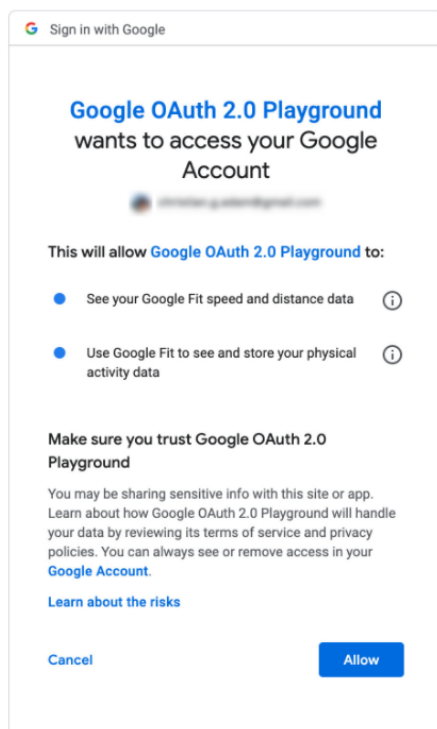 Sign in with Google
Google OAuth 2.0 Playground
wants to access your Google
Account
This will allow Google OAuth 2.0 Playground to:
See your Google Fit speed and distance data
Use Google Fit to see and store your physical
activity data
Make sure you trust Google OAuth 2.0
Playground
You may be sharing sensitive info with this site or app.
Learn about how Google OAuth 2.0 Playground will handle
your data by reviewing its terms of service and privacy
policies. You can always see or remove access in your
Google Account.
Learn about the risks
Cancel
Allow